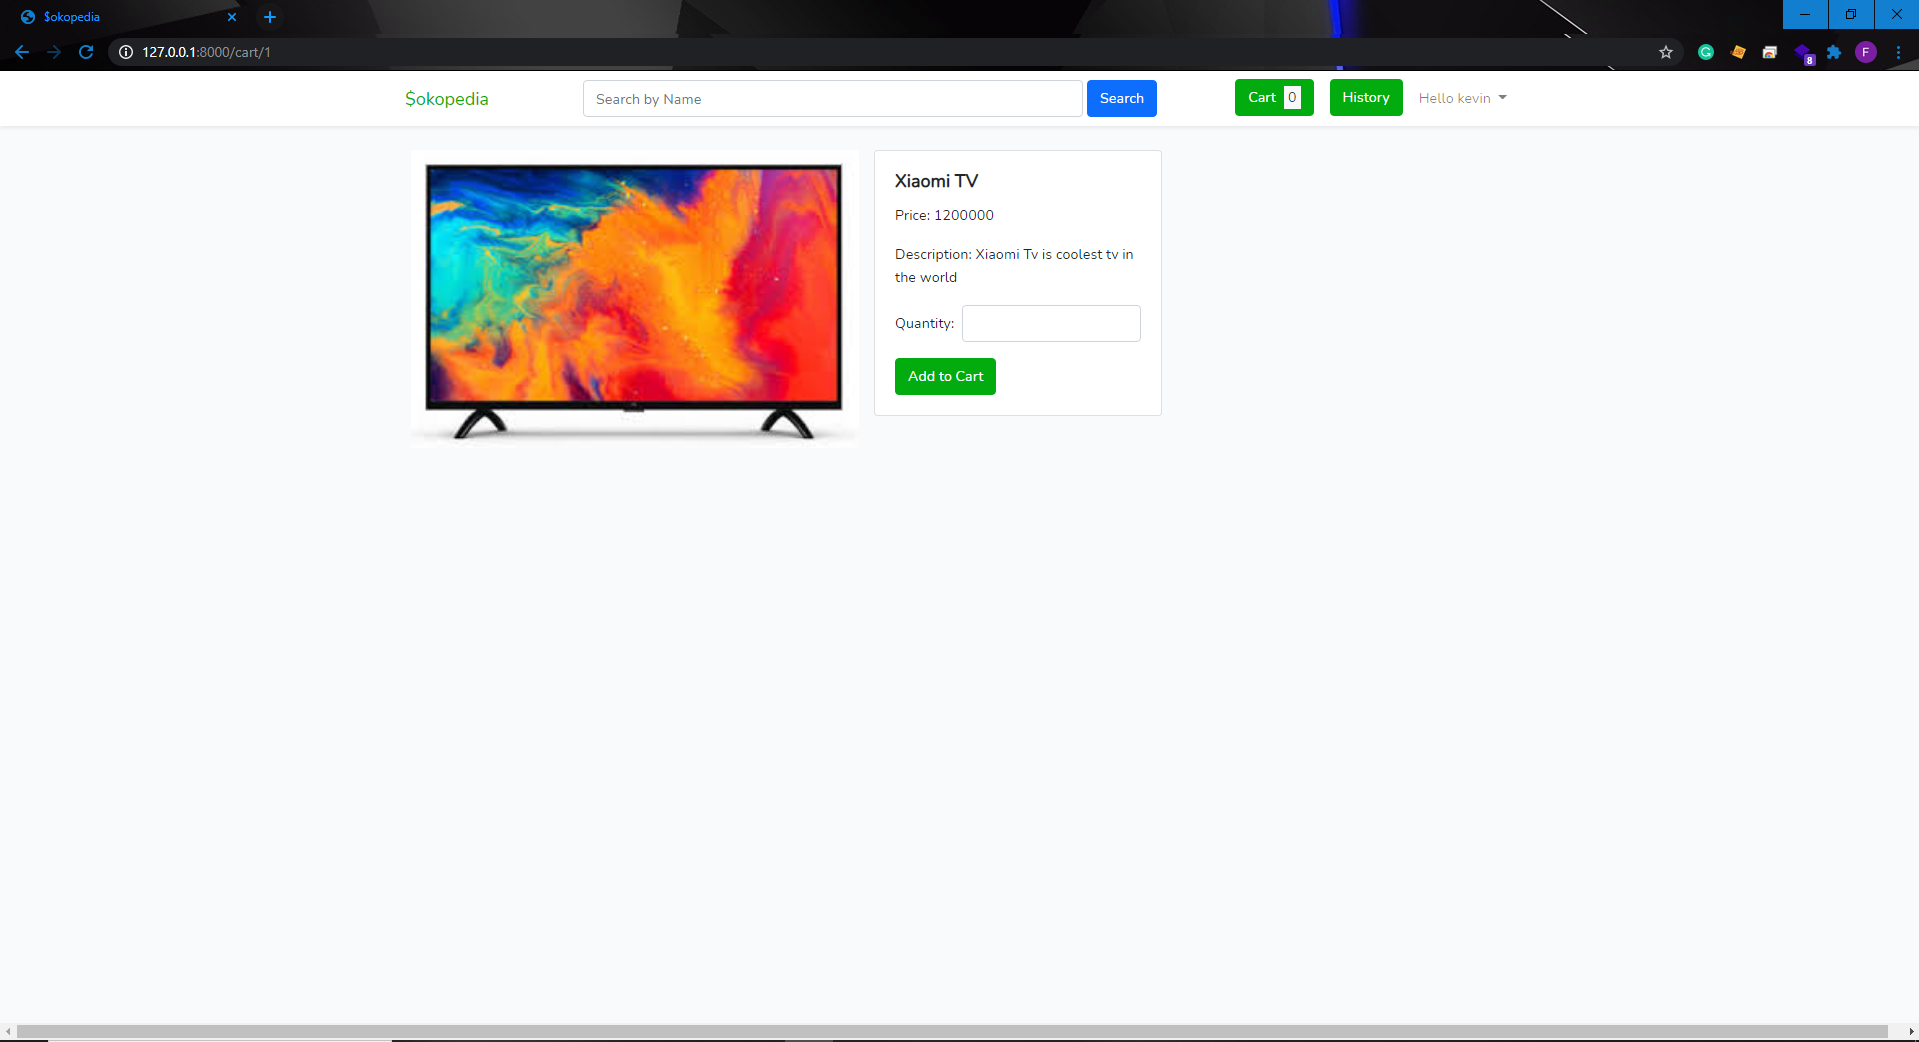 $okopedia
127.0.0.1:8000/cart/1
F
8
$okopedia
Search by Name
Search
Cart 0
History
Hello kevin
Xiaomi TV
Price: 1200000
Description: Xiaomi Tv is coolest tv in
the world
Quantity:
Add to Cart